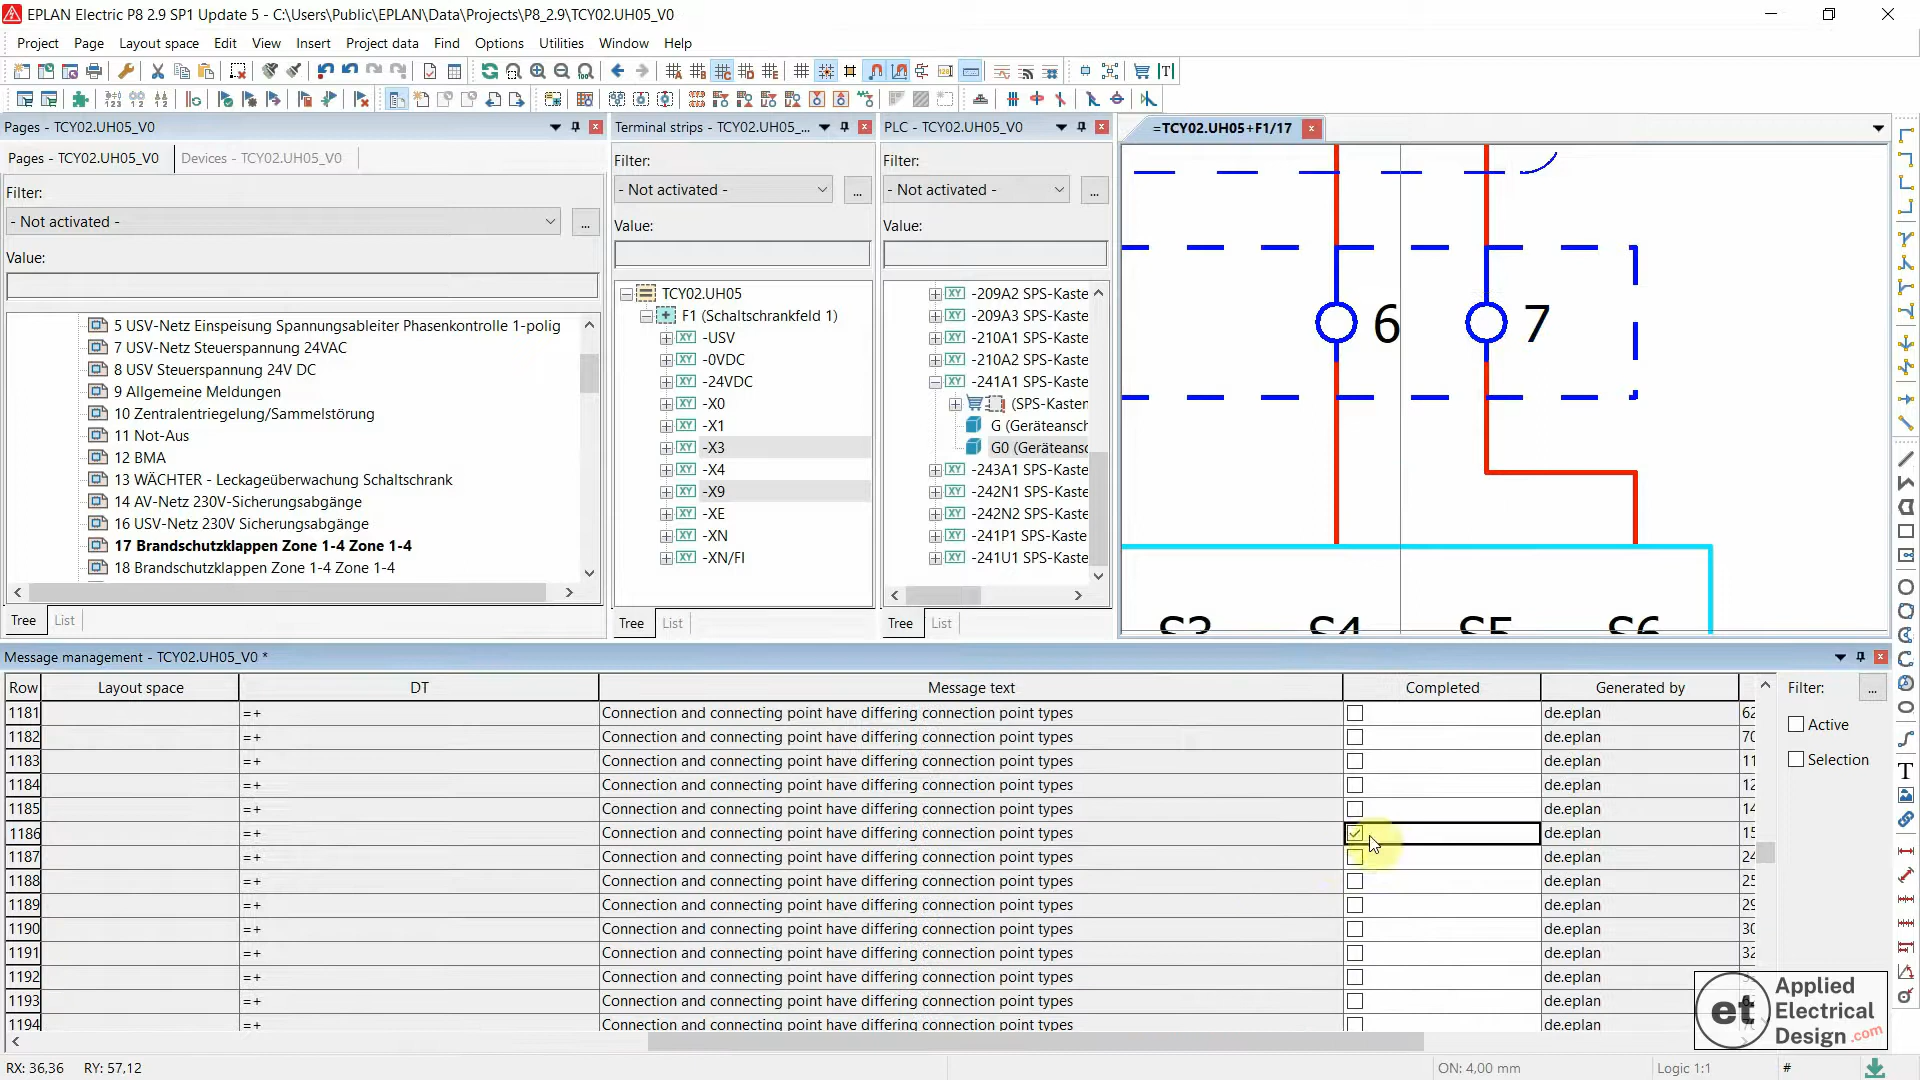 EPLAN Electric P8 2.9 SP1 Update 5 - C:\Users\Public\EPLAN\Data\Projects\P8_2.9\TCY02.UH05_V0
Project Page Layout space Edit View Insert Project data Find Options Utilities Window Help
Pages - TCY02.UH05_V0
Pages - TCY02.UH05_V0 Devices - TCY02.UH05_V0
Filter:
- Not activated - ...
Value:
5 USV-Netz Einspeisung Spannungsableiter Phasenkontrolle 1-polig
7 USV-Netz Steuerspannung 24VAC
8 USV Steuerspannung 24V DC
9 Allgemeine Meldungen
10 Zentralentriegelung/Sammelstörung
11 Not-Aus
12 BMA
13 WÄCHTER - Leckageüberwachung Schaltschrank
14 AV-Netz 230V-Sicherungsabgänge
16 USV-Netz 230V Sicherungsabgänge
17 Brandschutzklappen Zone 1-4 Zone 1-4
18 Brandschutzklappen Zone 1-4 Zone 1-4
Tree List
Terminal strips - TCY02.UH05_...
Filter:
- Not activated - ...
Value:
TCY02.UH05
F1 (Schaltschrankfeld 1)
-USV
-0VDC
-24VDC
-X0
-X1
-X3
-X4
-X9
-XE
-XN
-XN/FI
Tree List
PLC - TCY02.UH05_V0
Filter:
- Not activated - ...
Value:
-209A2 SPS-Kaste
-209A3 SPS-Kaste
-210A1 SPS-Kaste
-210A2 SPS-Kaste
-241A1 SPS-Kaste
(SPS-Kasten
G (Geräteansch
G0 (Geräteansc
-243A1 SPS-Kaste
-242N1 SPS-Kaste
-242N2 SPS-Kaste
-241P1 SPS-Kaste
-241U1 SPS-Kaste
Tree List
=TCY02.UH05+F1/17
6 7
S3 S4 S5 S6
Message management - TCY02.UH05_V0 *
Row Layout space DT Message text Completed Generated by
1181 =+ Connection and connecting point have differing connection point types de.eplan 62
1182 =+ Connection and connecting point have differing connection point types de.eplan 70
1183 =+ Connection and connecting point have differing connection point types de.eplan 11
1184 =+ Connection and connecting point have differing connection point types de.eplan 12
1185 =+ Connection and connecting point have differing connection point types de.eplan 14
1186 =+ Connection and connecting point have differing connection point types de.eplan 15
1187 =+ Connection and connecting point have differing connection point types de.eplan 24
1188 =+ Connection and connecting point have differing connection point types de.eplan 25
1189 =+ Connection and connecting point have differing connection point types de.eplan 29
1190 =+ Connection and connecting point have differing connection point types de.eplan 30
1191 =+ Connection and connecting point have differing connection point types de.eplan 32
1192 =+ Connection and connecting point have differing connection point types de.eplan
1193 =+ Connection and connecting point have differing connection point types de.eplan
1194 =+ Connection and connecting point have differing connection point types de.eplan
Filter: ...
Active
Selection
et Applied
Electrical
Design.com
RX: 36,36 RY: 57,12 ON: 4,00 mm Logic 1:1 #